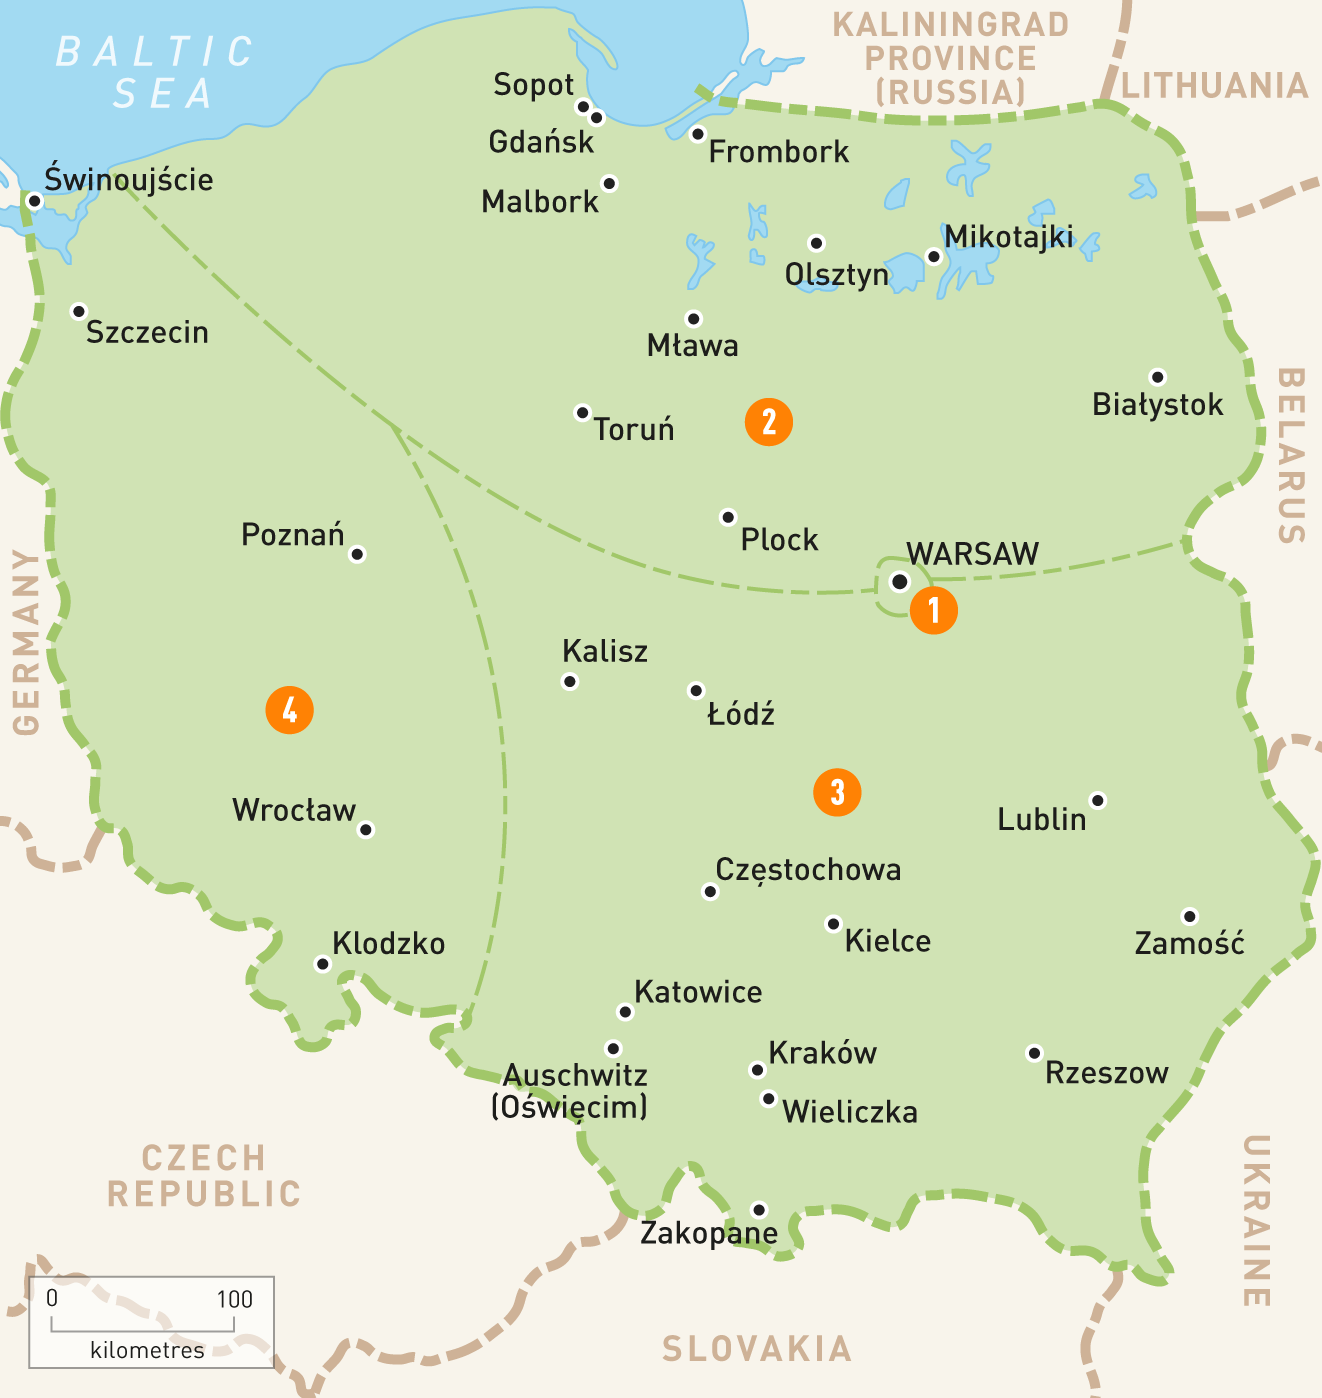 BALTIC
SEA
KALININGRAD
PROVINCE
(RUSSIA)
LITHUANIA
Sopot
Gdańsk
Frombork
Świnoujście
Malbork
Mikotajki
Olsztyn
Szczecin
Mława
BELARUS
Białystok
Toruń
2
Poznań
Plock
WARSAW
1
GERMANY
Kalisz
Łódź
4
3
Wrocław
Lublin
Częstochowa
Kielce
Zamość
Klodzko
Katowice
Kraków
Rzeszow
Auschwitz
(Oświęcim)
Wieliczka
CZECH
REPUBLIC
UKRAINE
Zakopane
0 100
kilometres
SLOVAKIA